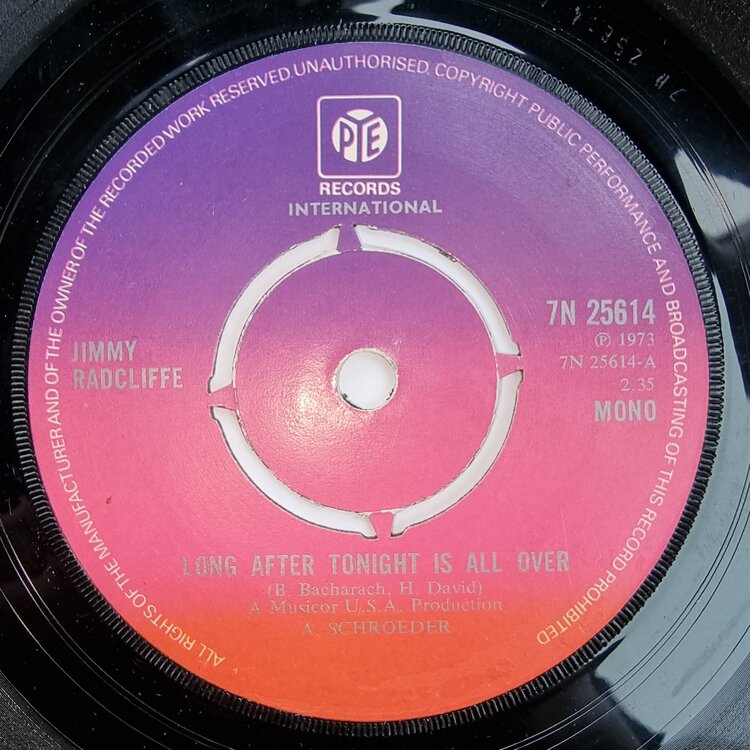 ALL RIGHTS OF THE MANUFACTURER AND OF THE OWNER OF THE RECORDED WORK RESERVED. UNAUTHORISED. COPYRIGHT PUBLIC PERFORMANCE AND BROADCASTING OF THIS RECORD PROHIBITED
PYE
RECORDS
INTERNATIONAL
JIMMY
RADCLIFFE
7N 25614
℗ 1973
7N 25614-A
2.35
MONO
LONG AFTER TONIGHT IS ALL OVER
(B. Bacharach, H. David)
A Musicor U.S.A. Production
A. SCHROEDER